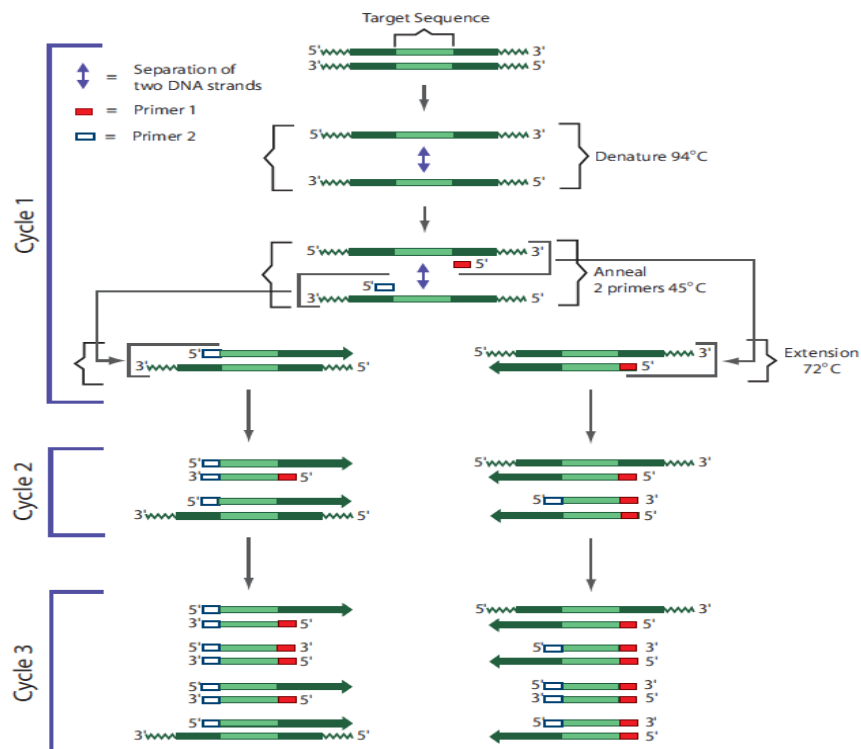 Target Sequence
5' 3'
3' 5'
= Separation of
two DNA strands
= Primer 1
= Primer 2
Cycle 1
5' 3'
Denature 94°C
3' 5'
5' 3'
5'
Anneal
2 primers 45°C
5'
3' 5'
5'
3' 5'
5' 3'
5'
Extension
72°C
Cycle 2
5'
3' 5'
5'
3' 5'
5' 3'
5'
5' 3'
5'
Cycle 3
5'
3' 5'
5' 3'
3' 5'
5'
3' 5'
5'
3' 5'
5' 3'
5'
5' 3'
5'
5' 3'
3' 5'
5' 3'
5'